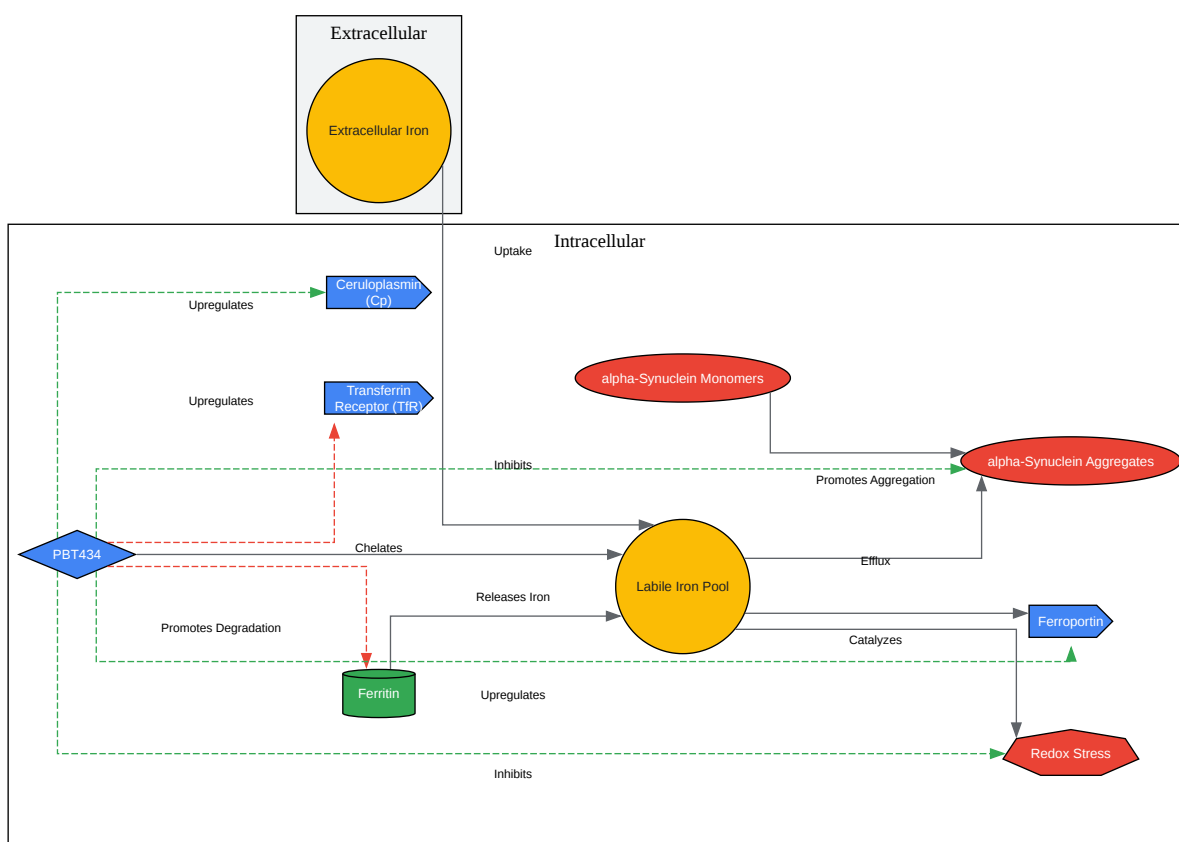 Extracellular
Extracellular Iron
Intracellular
Uptake
Ceruloplasmin
(Cp)
Upregulates
Transferrin
Receptor (TfR)
Upregulates
alpha-Synuclein Monomers
Inhibits
alpha-Synuclein Aggregates
Promotes Aggregation
PBT434
Chelates
Efflux
Labile Iron Pool
Releases Iron
Ferroportin
Promotes Degradation
Catalyzes
Ferritin
Upregulates
Redox Stress
Inhibits